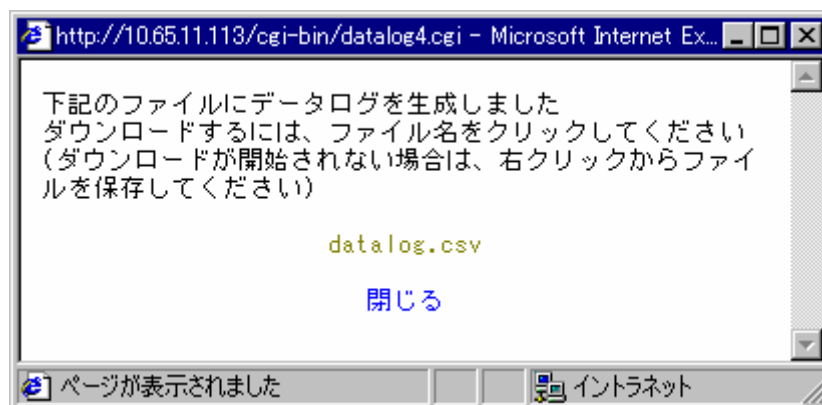 http://10.65.11.113/cgi-bin/datalog4.cgi - Microsoft Internet Ex...
下記のファイルにデータログを生成しました
ダウンロードするには、ファイル名をクリックしてください
(ダウンロードが開始されない場合は、右クリックからファイ
ルを保存してください)
datalog.csv
閉じる
ページが表示されました
イントラネット